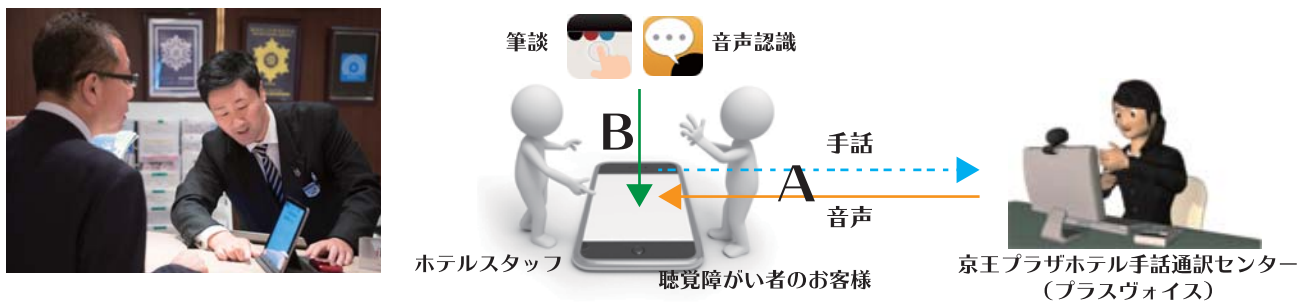 筆談
音声認識
B
手話
A
音声
ホテルスタッフ
聴覚障がい者のお客様
京王プラザホテル手話通訳センター
（プラスヴォイス）